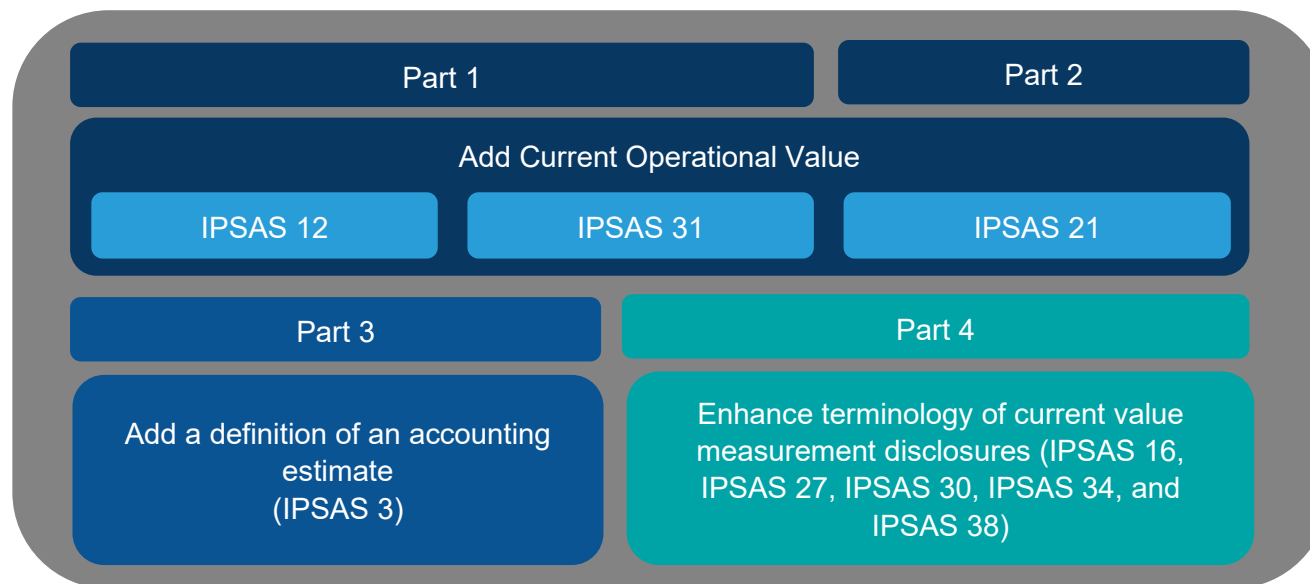 Part 1
Part 2
Add Current Operational Value
IPSAS 12
IPSAS 31
IPSAS 21
Part 3
Part 4
Add a definition of an accounting
estimate
(IPSAS 3)
Enhance terminology of current value
measurement disclosures (IPSAS 16,
IPSAS 27, IPSAS 30, IPSAS 34, and
IPSAS 38)